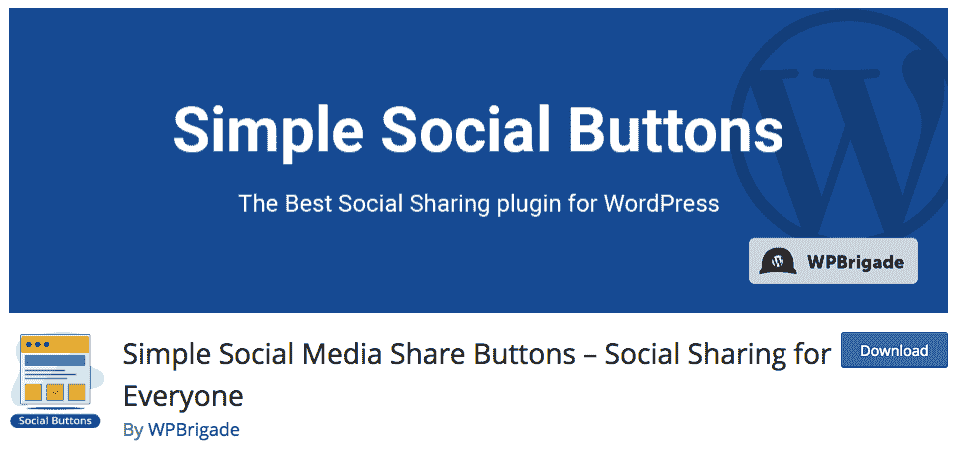 Simple Social Buttons
The Best Social Sharing plugin for WordPress
WPBrigade
Simple Social Media Share Buttons – Social Sharing for
Everyone
Download
Social Buttons
By WPBrigade